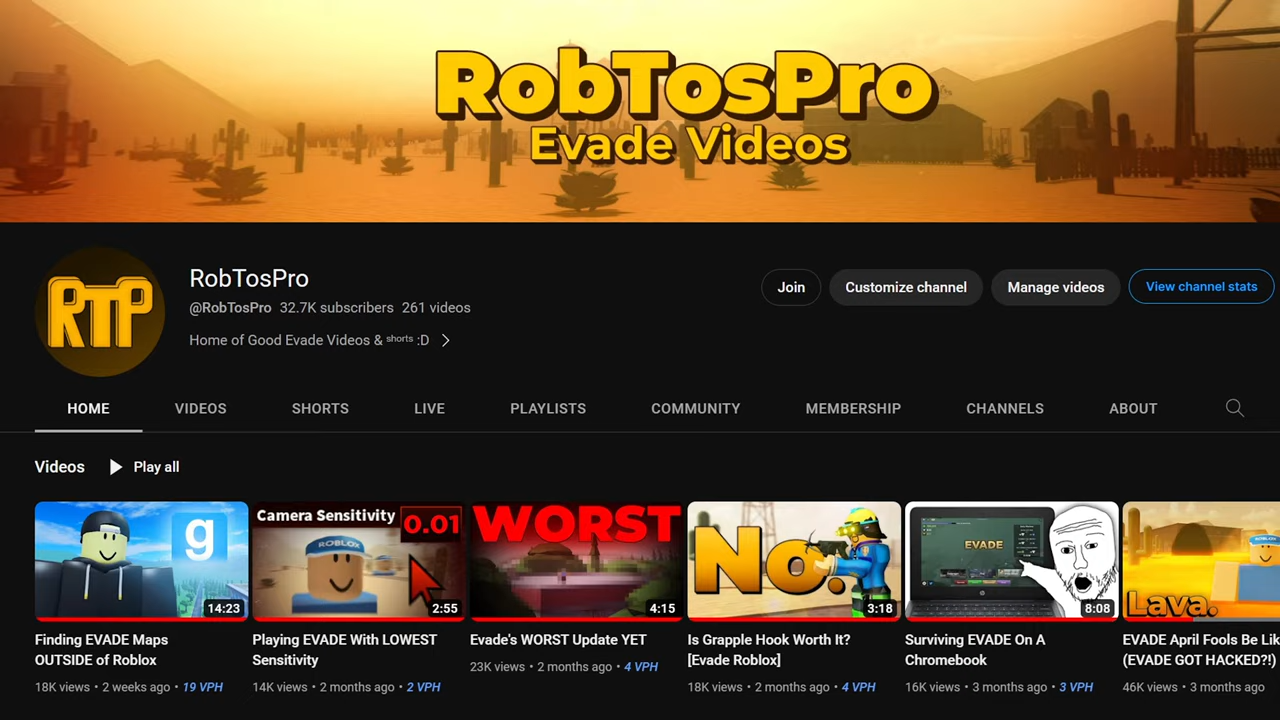 RobTosPro
Evade Videos
RTP
RobTosPro
@RobTosPro 32.7K subscribers 261 videos
Home of Good Evade Videos & shorts :D
Join
Customize channel
Manage videos
View channel stats
HOME
VIDEOS
SHORTS
LIVE
PLAYLISTS
COMMUNITY
MEMBERSHIP
CHANNELS
ABOUT
Videos
Play all
g
14:23
Camera Sensitivity
0.01
ROBLOX
2:55
WORST
4:15
No.
3:18
EVADE
8:08
Lava.
Finding EVADE Maps
OUTSIDE of Roblox
18K views • 2 weeks ago • 19 VPH
Playing EVADE With LOWEST
Sensitivity
14K views • 2 months ago • 2 VPH
Evade's WORST Update YET
23K views • 2 months ago • 4 VPH
Is Grapple Hook Worth It?
[Evade Roblox]
18K views • 2 months ago • 4 VPH
Surviving EVADE On A
Chromebook
16K views • 3 months ago • 3 VPH
EVADE April Fools Be Lik
(EVADE GOT HACKED?!)
46K views • 3 months ago